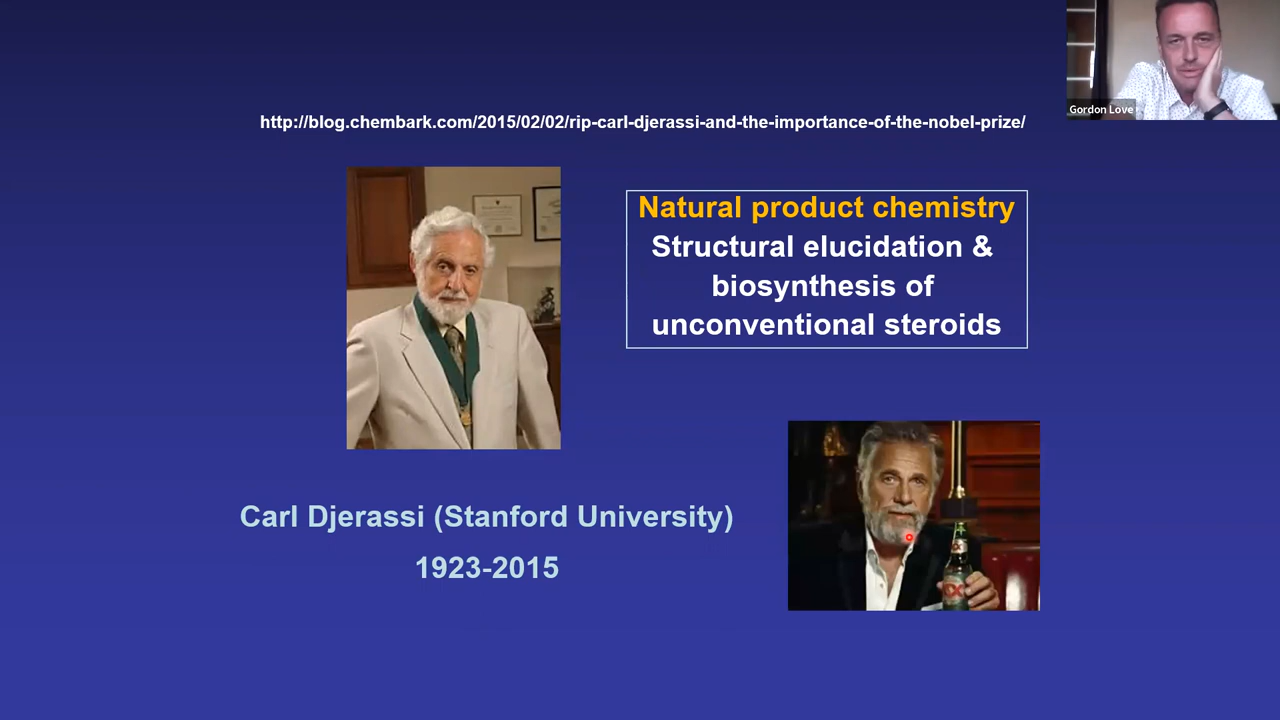 Gordon Love
http://blog.chembark.com/2015/02/02/rip-carl-djerassi-and-the-importance-of-the-nobel-prize/
Natural product chemistry
Structural elucidation &
biosynthesis of
unconventional steroids
Carl Djerassi (Stanford University)
1923-2015
XX